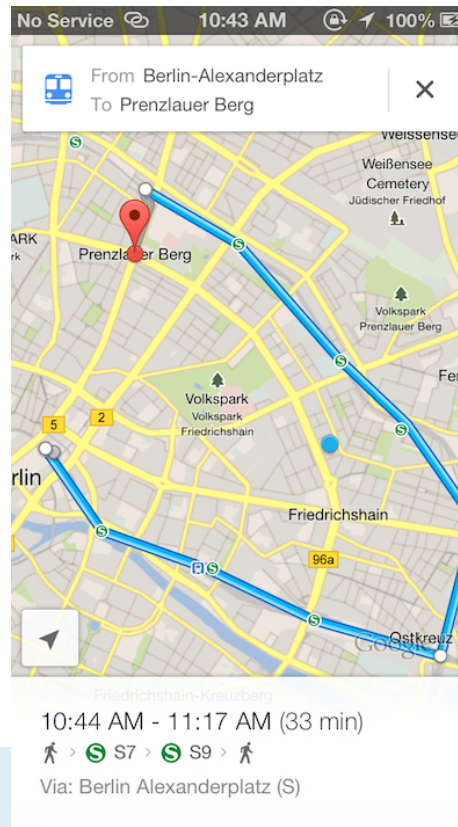 No Service 10:43 AM 100%
From Berlin-Alexanderplatz
To Prenzlauer Berg
Weissensee
Weißensee
Cemetery
Jüdischer Friedhof
ARK
rk
Prenzlauer Berg
Volkspark
Prenzlauer Berg
Fe
Volkspark
Volkspark
Friedrichshain
5
2
rlin
Friedrichshain
96a
Ostkreuz
Google
Friedrichshain-Kreuzberg
10:44 AM - 11:17 AM (33 min)
> S S7 > S S9 >
Via: Berlin Alexanderplatz (S)